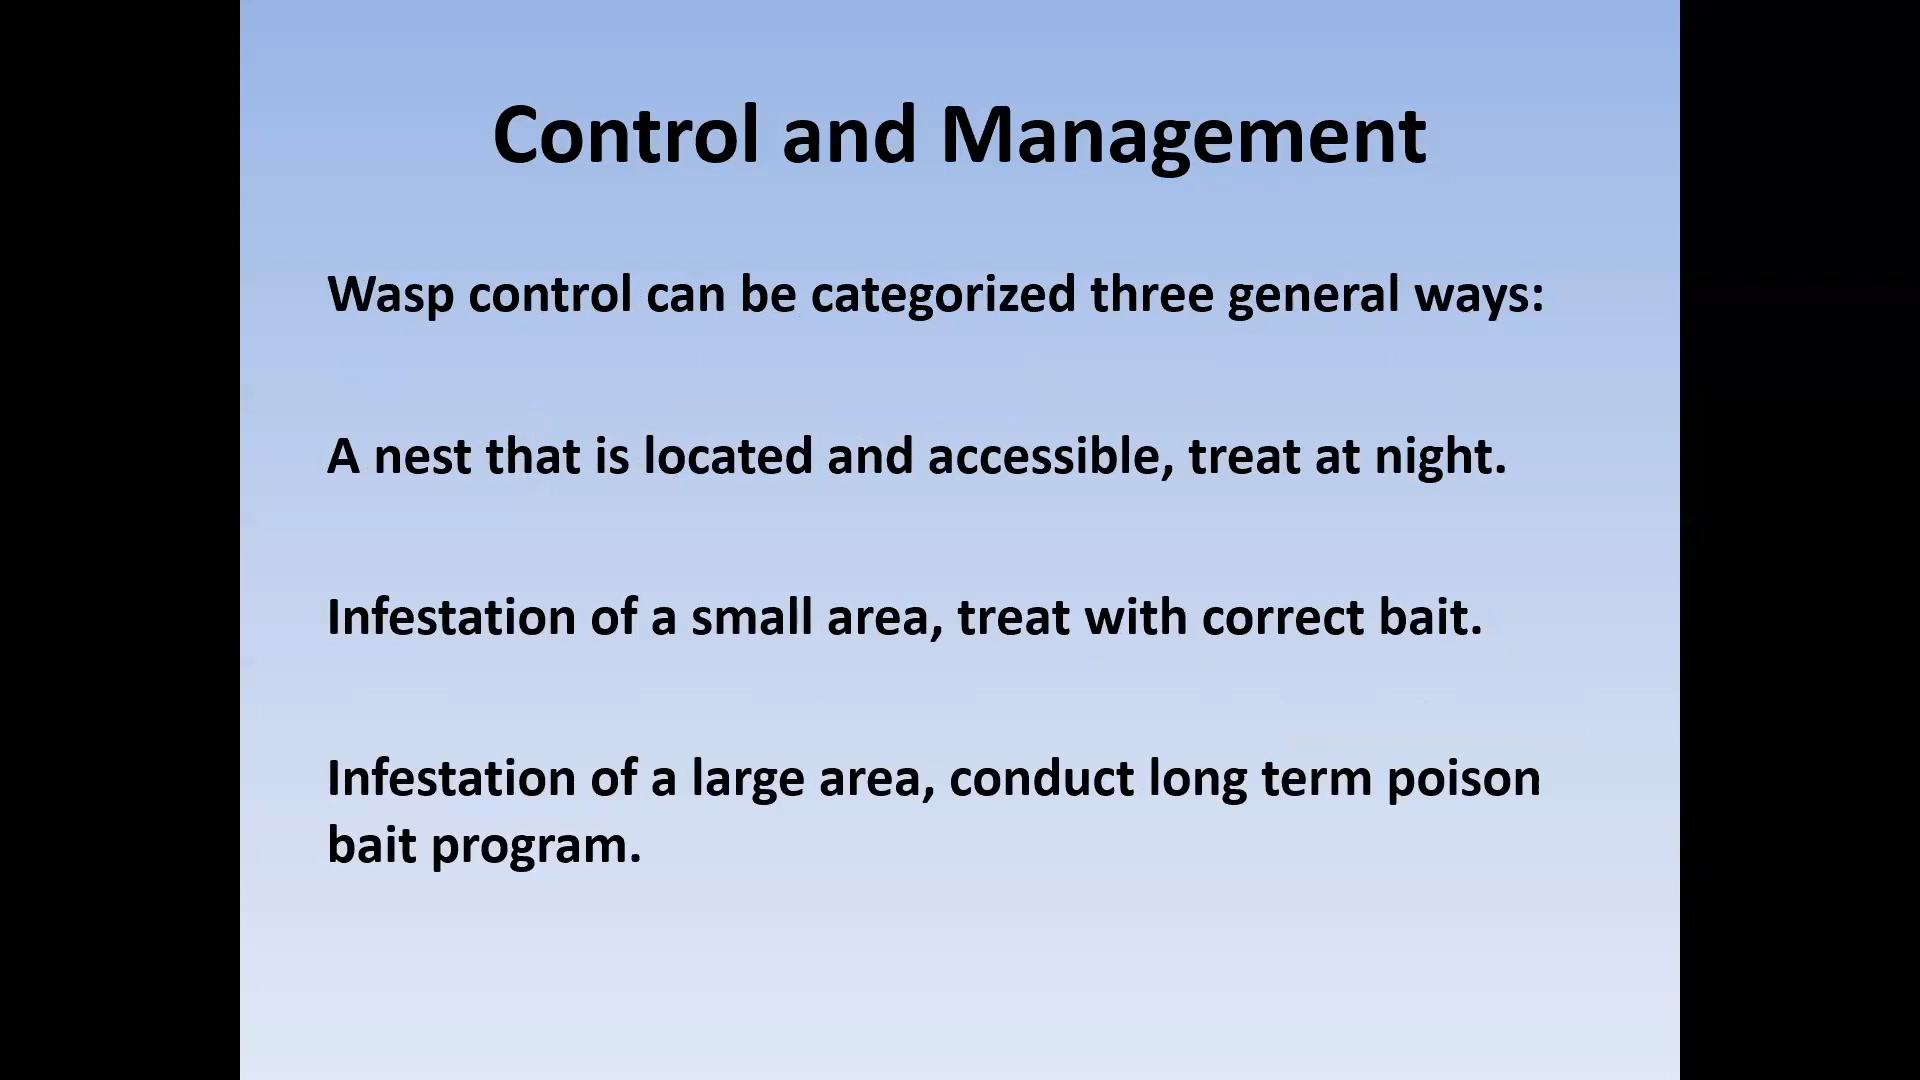 Control and Management
Wasp control can be categorized three general ways:
A nest that is located and accessible, treat at night.
Infestation of a small area, treat with correct bait.
Infestation of a large area, conduct long term poison
bait program.